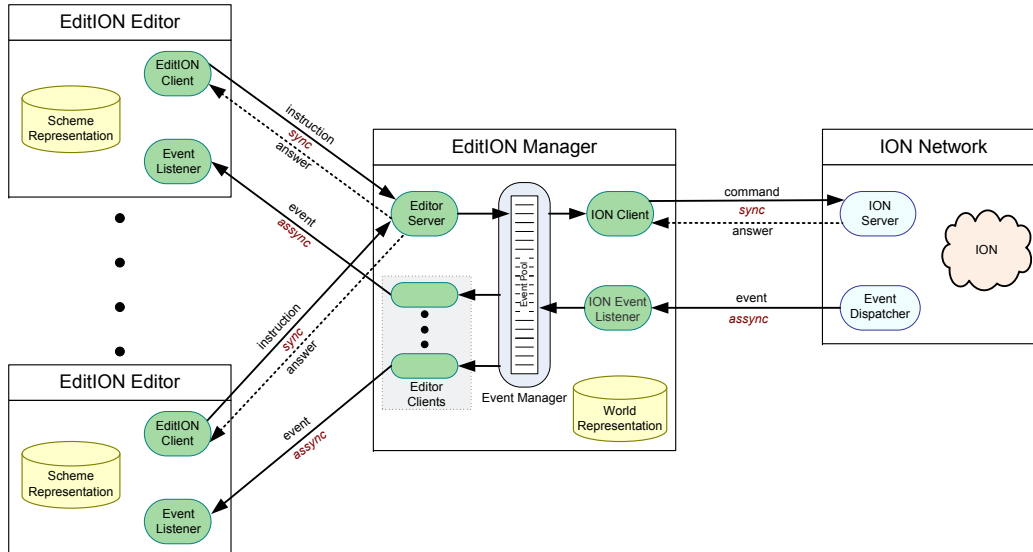 EditION Editor
EditION
Client
Scheme
Representation
Event
Listener
instruction
sync
answer
event
assync
EditION Manager
Editor
Server
Event Pool
ION Client
ION Event
Listener
Editor
Clients
Event Manager
World
Representation
command
sync
answer
event
assync
ION Network
ION
Server
ION
Event
Dispatcher
instruction
sync
answer
event
assync
EditION Editor
EditION
Client
Scheme
Representation
Event
Listener